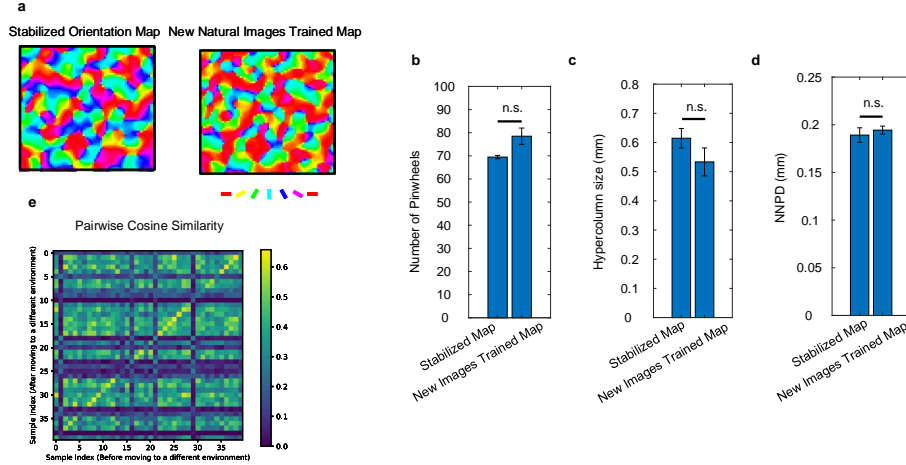 a
Stabilized Orientation Map
New Natural Images Trained Map
b
Number of Pinwheels
100
90
80
70
60
50
40
30
20
10
0
n.s.
Stabilized Map
New Images Trained Map
c
Hypercolumn size (mm)
0.8
0.7
0.6
0.5
0.4
0.3
0.2
0.1
0
n.s.
Stabilized Map
New Images Trained Map
d
NNPD (mm)
0.25
0.2
0.15
0.1
0.05
0
n.s.
Stabilized Map
New Images Trained Map
e
Pairwise Cosine Similarity
Sample Index (After moving to a different environment)
0
5
10
15
20
25
30
35
0 5 10 15 20 25 30 35
Sample Index (Before moving to a different environment)
0.6
0.5
0.4
0.3
0.2
0.1
0.0